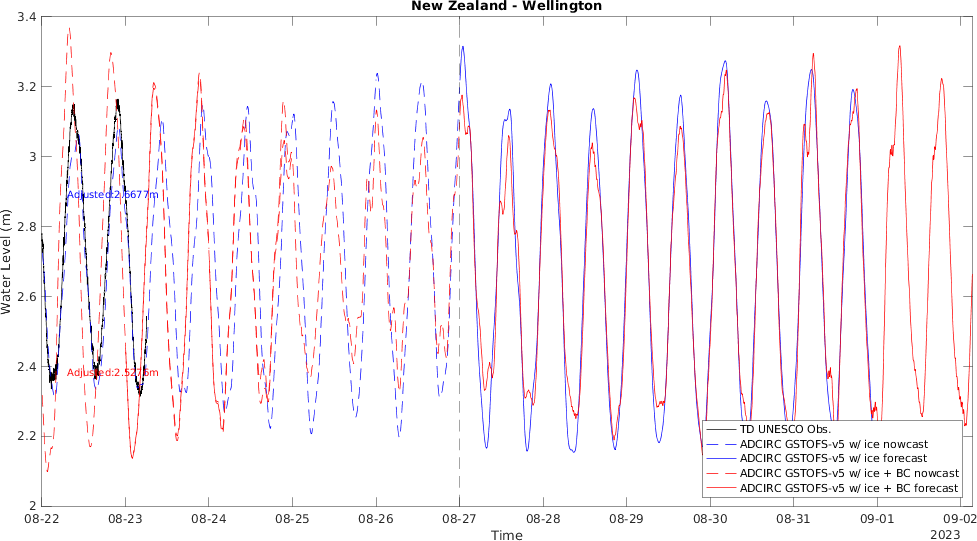 New Zealand - Wellington
3.4
3.2
3
2.8
2.6
2.4
2.2
2
Water Level (m)
Adjusted:2.6677m
Adjusted:2.5276m
TD UNESCO Obs.
ADCIRC GSTOFS-v5 w/ ice nowcast
ADCIRC GSTOFS-v5 w/ ice forecast
ADCIRC GSTOFS-v5 w/ ice + BC nowcast
ADCIRC GSTOFS-v5 w/ ice + BC forecast
08-22 08-23 08-24 08-25 08-26 08-27 08-28 08-29 08-30 08-31 09-01 09-02
Time 2023